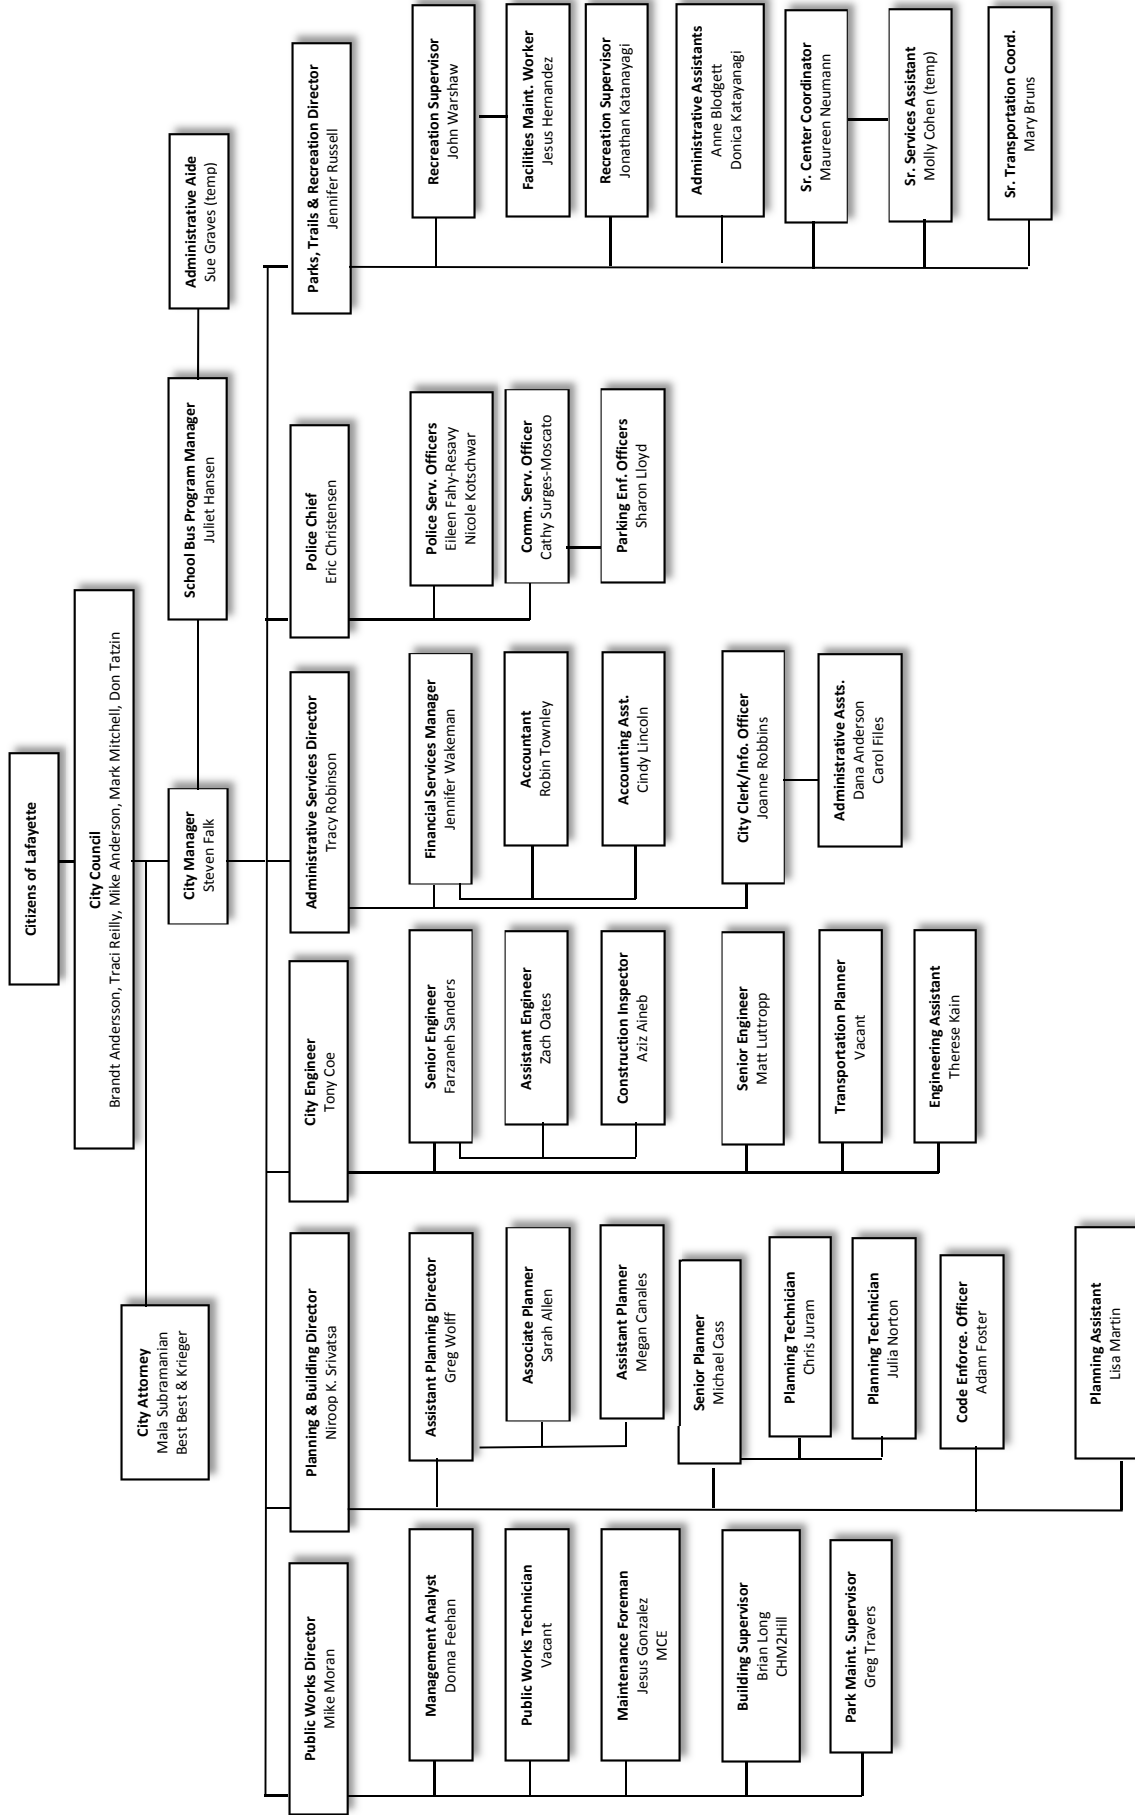 Citizens of Lafayette
City Council
Brandt Andersson, Traci Reilly, Mike Anderson, Mark Mitchell, Don Tatzin
City Attorney
Mala Subramanian
Best Best & Krieger
City Manager
Steven Falk
School Bus Program Manager
Juliet Hansen
Administrative Aide
Sue Graves (temp)
Public Works Director
Mike Moran
Management Analyst
Donna Feehan
Public Works Technician
Vacant
Maintenance Foreman
Jesus Gonzalez
MCE
Building Supervisor
Brian Long
CHM2Hill
Park Maint. Supervisor
Greg Travers
Planning & Building Director
Niroop K. Srivatsa
Assistant Planning Director
Greg Wolff
Associate Planner
Sarah Allen
Assistant Planner
Megan Canales
Senior Planner
Michael Cass
Planning Technician
Chris Juram
Planning Technician
Julia Norton
Code Enforce. Officer
Adam Foster
Planning Assistant
Lisa Martin
City Engineer
Tony Coe
Senior Engineer
Farzaneh Sanders
Assistant Engineer
Zach Oates
Construction Inspector
Aziz Aineb
Senior Engineer
Matt Luttropp
Transportation Planner
Vacant
Engineering Assistant
Therese Kain
Administrative Services Director
Tracy Robinson
Financial Services Manager
Jennifer Wakeman
Accountant
Robin Townley
Accounting Asst.
Cindy Lincoln
City Clerk/Info. Officer
Joanne Robbins
Administrative Assts.
Dana Anderson
Carol Files
Police Chief
Eric Christensen
Police Serv. Officers
Eileen Fahy-Resavy
Nicole Kotschwar
Comm. Serv. Officer
Cathy Surges-Moscato
Parking Enf. Officers
Sharon Lloyd
Parks, Trails & Recreation Director
Jennifer Russell
Recreation Supervisor
John Warshaw
Facilities Maint. Worker
Jesus Hernandez
Recreation Supervisor
Jonathan Katanayagi
Administrative Assistants
Anne Blodgett
Donica Katayanagi
Sr. Center Coordinator
Maureen Neumann
Sr. Services Assistant
Molly Cohen (temp)
Sr. Transportation Coord.
Mary Bruns